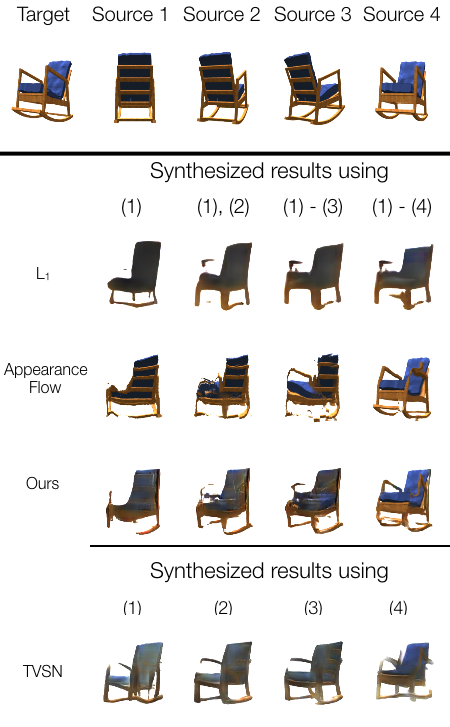 Target Source 1 Source 2 Source 3 Source 4
Synthesized results using
(1) (1), (2) (1) - (3) (1) - (4)
L1
Appearance
Flow
Ours
Synthesized results using
(1) (2) (3) (4)
TVSN